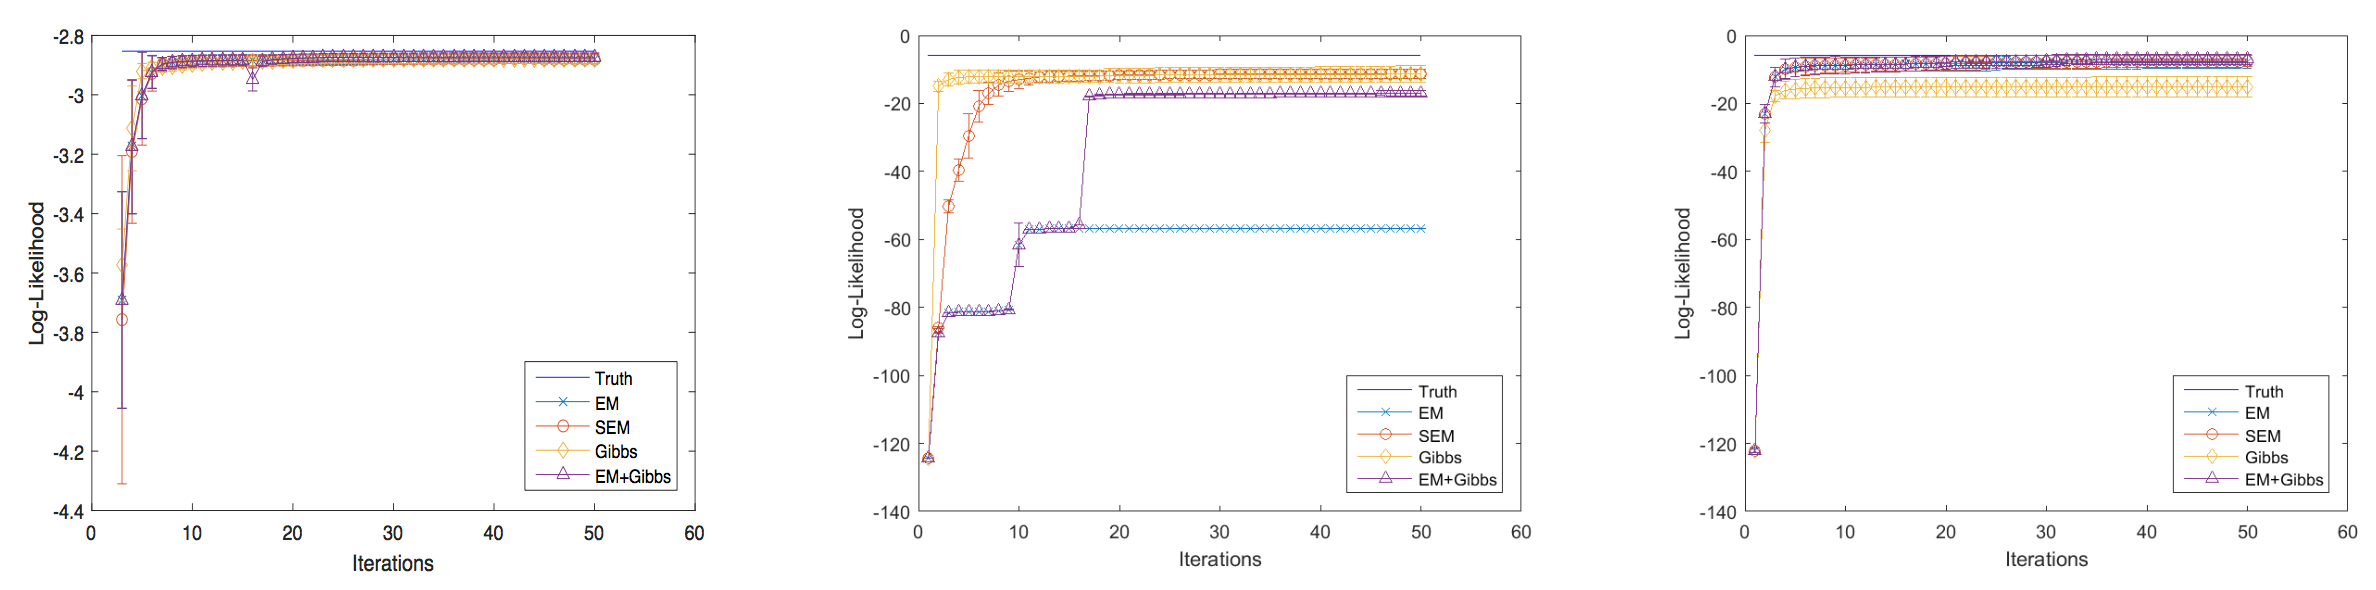 -2.8
-3
-3.2
-3.4
-3.6
-3.8
-4
-4.2
-4.4
0 10 20 30 40 50 60
Log-Likelihood
Iterations
Truth
EM
SEM
Gibbs
EM+Gibbs
0
-20
-40
-60
-80
-100
-120
-140
0 10 20 30 40 50 60
Log-Likelihood
Iterations
Truth
EM
SEM
Gibbs
EM+Gibbs
0
-20
-40
-60
-80
-100
-120
-140
0 10 20 30 40 50 60
Log-Likelihood
Iterations
Truth
EM
SEM
Gibbs
EM+Gibbs